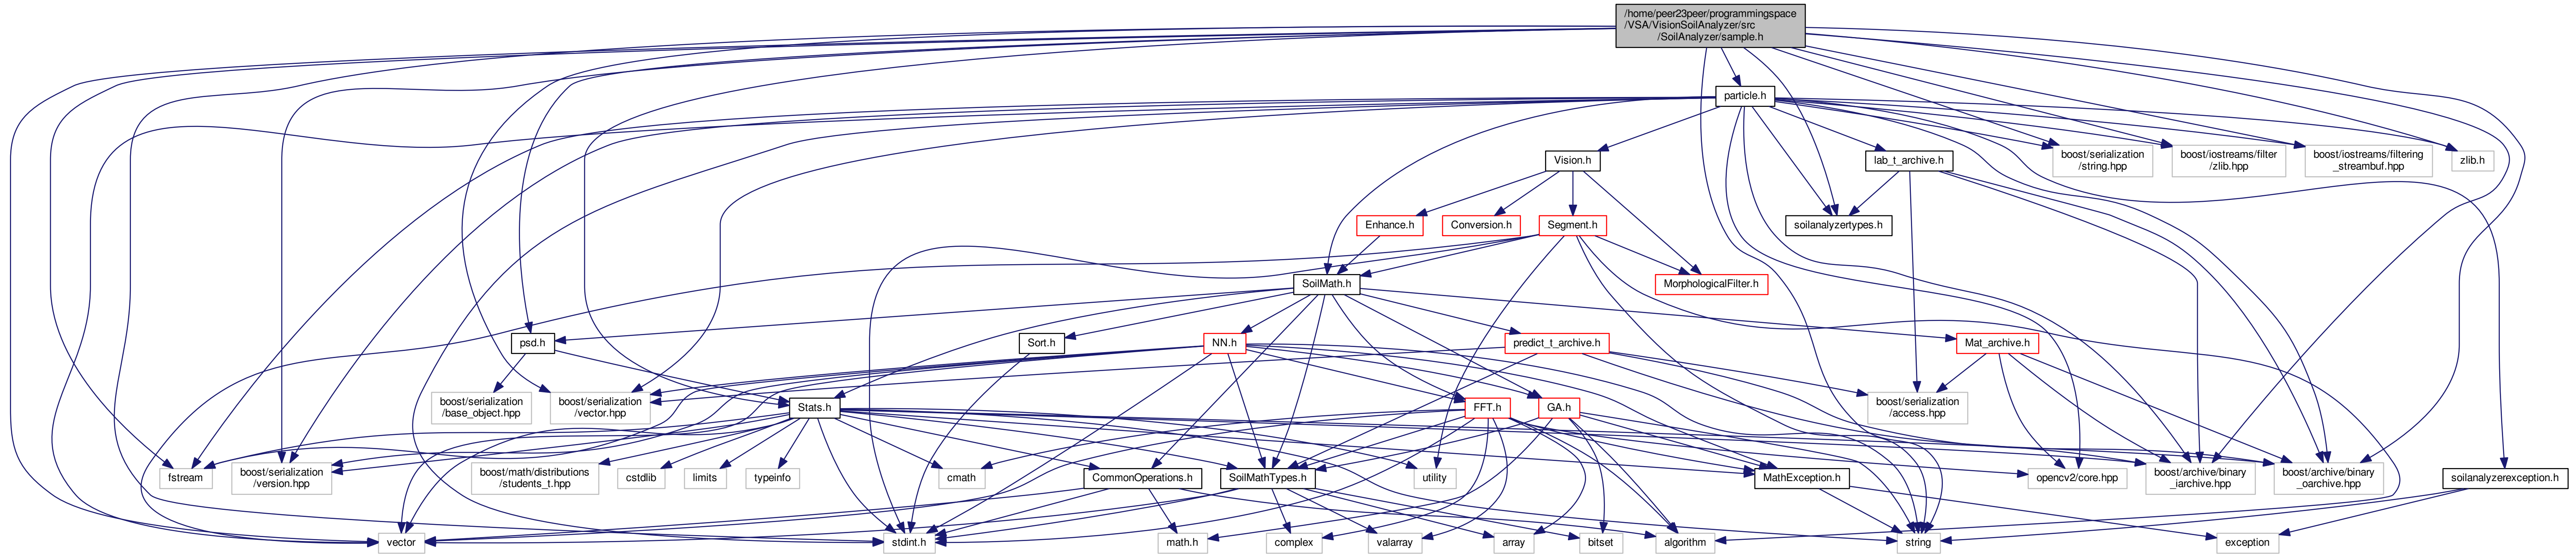 /home/peer23peer/programmingspace
/VSA/VisionSoilAnalyzer/src
/SoilAnalyzer/sample.h
particle.h
Vision.h
lab_t_archive.h
boost/serialization
/string.hpp
boost/iostreams/filter
/zlib.hpp
boost/iostreams/filtering
_streambuf.hpp
zlib.h
Enhance.h
Conversion.h
Segment.h
soilanalyzertypes.h
SoilMath.h
MorphologicalFilter.h
psd.h
Sort.h
NN.h
predict_t_archive.h
Mat_archive.h
boost/serialization
/base_object.hpp
boost/serialization
/vector.hpp
Stats.h
FFT.h
GA.h
boost/serialization
/access.hpp
fstream
boost/serialization
/version.hpp
boost/math/distributions
/students_t.hpp
cstdlib
limits
typeinfo
cmath
CommonOperations.h
SoilMathTypes.h
utility
MathException.h
opencv2/core.hpp
boost/archive/binary
_iarchive.hpp
boost/archive/binary
_oarchive.hpp
soilanalyzerexception.h
vector
stdint.h
math.h
complex
valarray
array
bitset
algorithm
string
exception